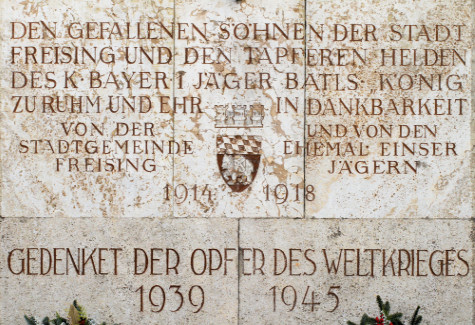 DEN GEFALLENEN SÖHNEN DER STADT
FREISING UND DEN TAPFEREN HELDEN
DES K. BAYER I JÄGER BATLS. KÖNIG
ZU RUHM UND EHR IN DANKBARKEIT
VON DER UND VON DEN
STADTGEMEINDE EHEMAL EINSER
FREISING JÄGERN
1914 1918
GEDENKET DER OPFER DES WELTKRIEGES
1939 1945